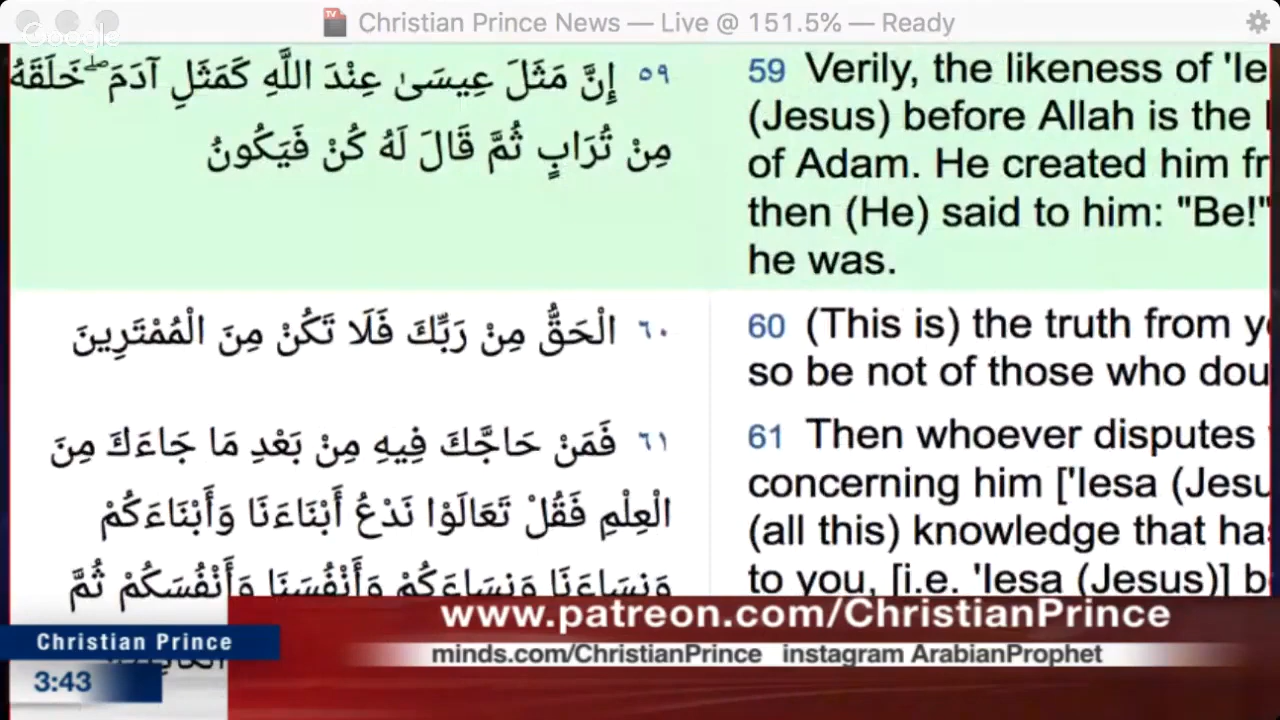 Christian Prince News — Live @ 151.5% — Ready
Google
٥٩ إِنَّ مَثَلَ عِيسَىٰ عِنْدَ اللَّهِ كَمَثَلِ آدَمَ ۖ خَلَقَهُ
مِنْ تُرَابٍ ثُمَّ قَالَ لَهُ كُنْ فَيَكُونُ
٦٠ الْحَقُّ مِنْ رَبِّكَ فَلَا تَكُنْ مِنَ الْمُمْتَرِينَ
٦١ فَمَنْ حَاجَّكَ فِيهِ مِنْ بَعْدِ مَا جَاءَكَ مِنَ
الْعِلْمِ فَقُلْ تَعَالَوْا نَدْعُ أَبْنَاءَنَا وَأَبْنَاءَكُمْ
وَنِسَاءَنَا وَنِسَاءَكُمْ وَأَنْفُسَنَا وَأَنْفُسَكُمْ ثُمَّ
59 Verily, the likeness of 'Ie
(Jesus) before Allah is the
of Adam. He created him fr
then (He) said to him: "Be!"
he was.
60 (This is) the truth from y
so be not of those who dou
61 Then whoever disputes
concerning him ['Iesa (Jesu
(all this) knowledge that ha
to you, [i.e. 'Iesa (Jesus)] b
www.patreon.com/ChristianPrince
Christian Prince
minds.com/ChristianPrince instagram ArabianProphet
3:43